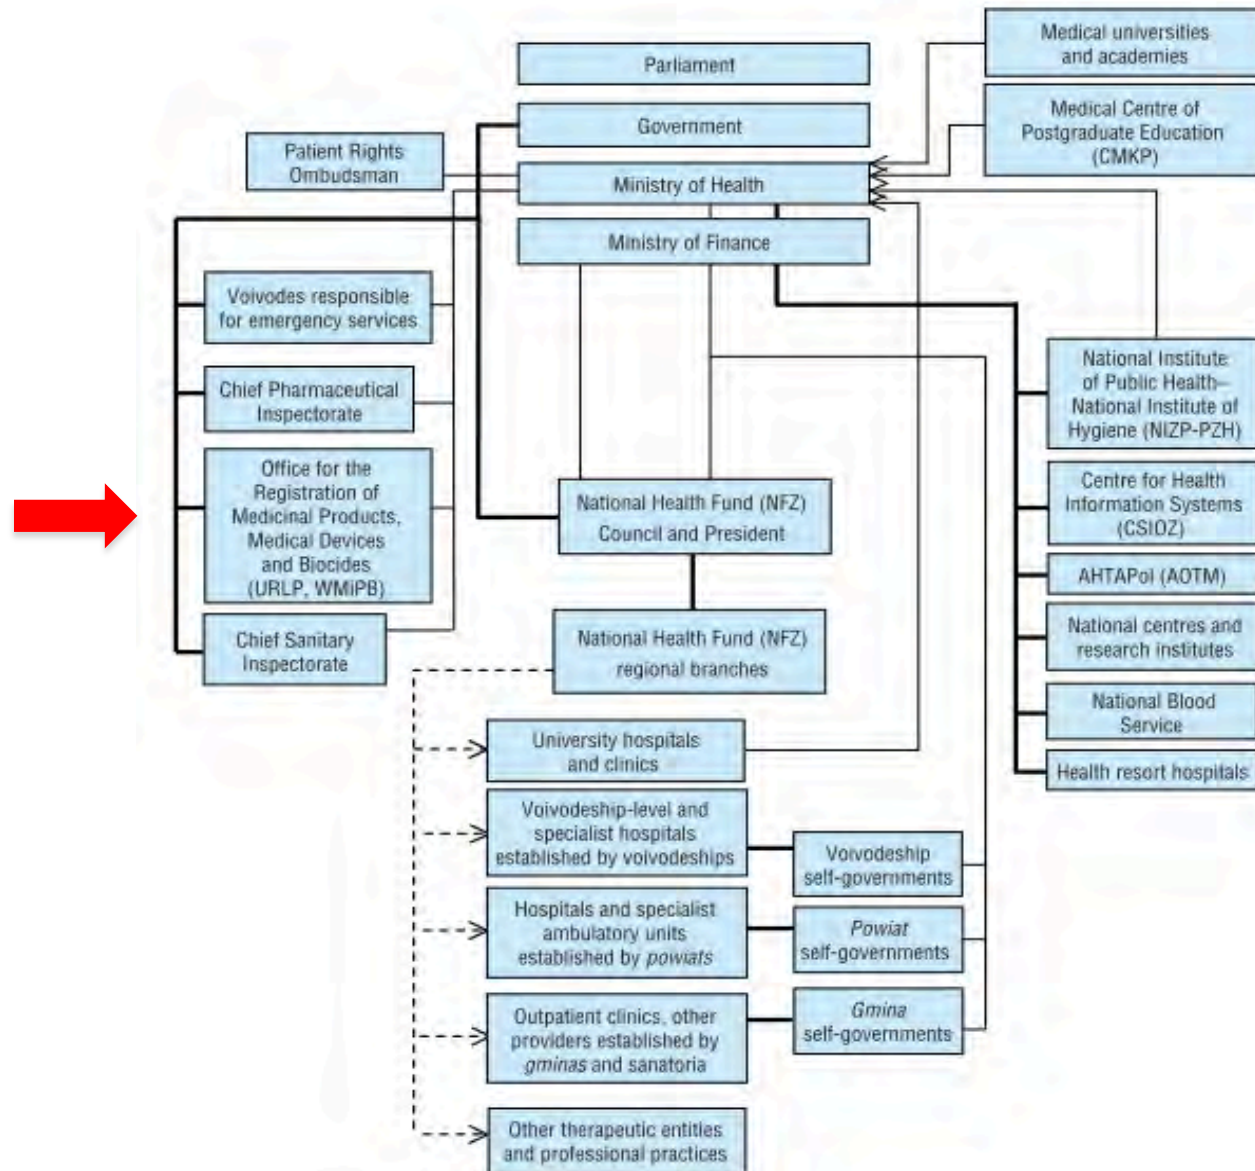 Medical universities
and academies
Parliament
Medical Centre of
Postgraduate Education
(CMKP)
Government
Patient Rights
Ombudsman
Ministry of Health
Ministry of Finance
Voivodes responsible
for emergency services
Chief Pharmaceutical
Inspectorate
Office for the
Registration of
Medicinal Products,
Medical Devices
and Biocides
(URLP, WMiPB)
Chief Sanitary
Inspectorate
National Health Fund (NFZ)
Council and President
National Health Fund (NFZ)
regional branches
National Institute
of Public Health–
National Institute of
Hygiene (NIZP-PZH)
Centre for Health
Information Systems
(CSIOZ)
AHTAPol (AOTM)
National centres and
research institutes
National Blood
Service
Health resort hospitals
University hospitals
and clinics
Voivodeship-level and
specialist hospitals
established by voivodeships
Voivodeship
self-governments
Hospitals and specialist
ambulatory units
established by powiats
Powiat
self-governments
Outpatient clinics, other
providers established by
gminas and sanatoria
Gmina
self-governments
Other therapeutic entities
and professional practices